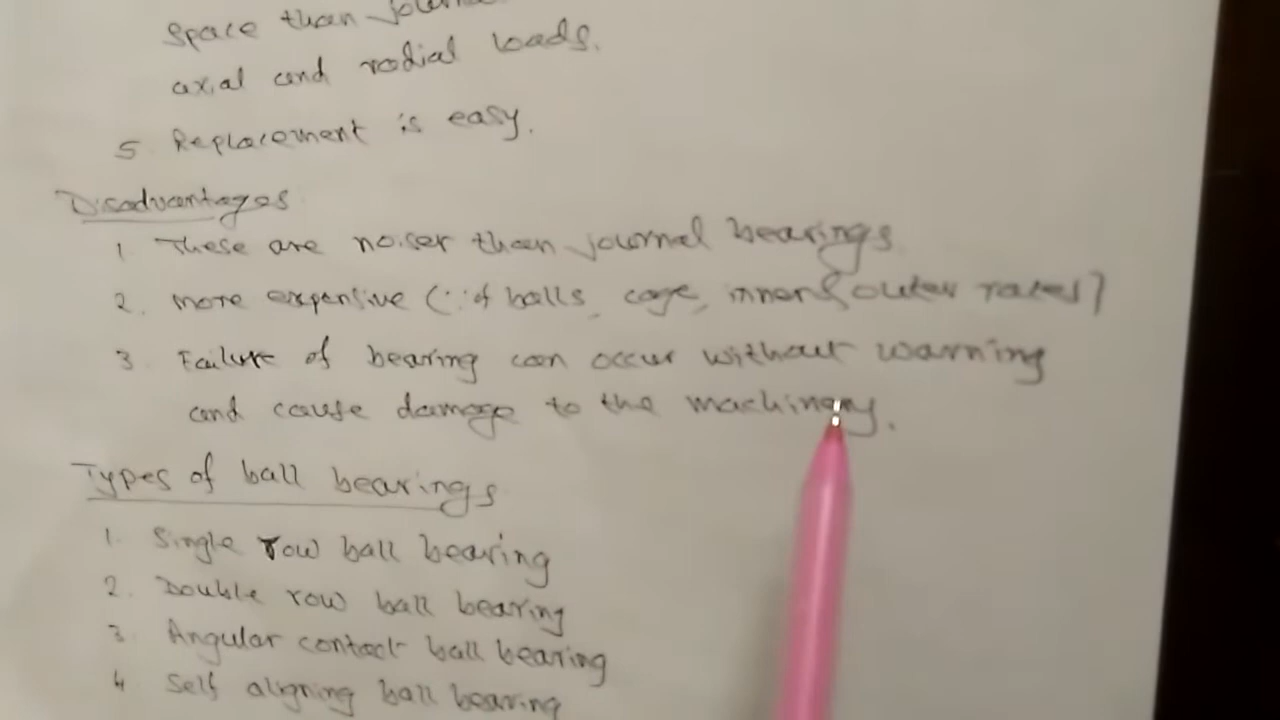 space than journal
axial and radial loads.
5. Replacement is easy.
Disadvantages
1. These are noiser than journal bearings.
2. more expensive (∵ of balls, cage, inner & outer races)
3. Failure of bearing can occur without warning
and cause damage to the machinery.
Types of ball bearings
1. Single row ball bearing
2. Double row ball bearing
3. Angular contact ball bearing
4. Self aligning ball bearing